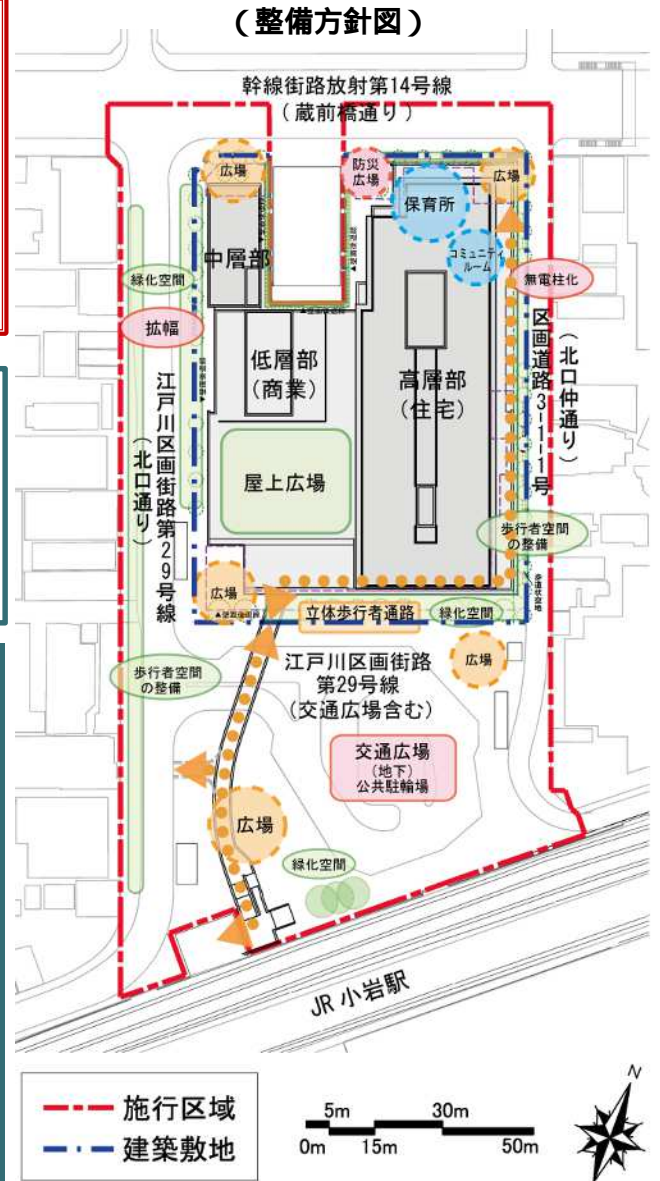 （整備方針図）
幹線街路放射第14号線
（蔵前橋通り）
広場
防災
広場
広場
保育所
中層部
コミュニティ
ルーム
緑化空間
無電柱化
拡幅
低層部
（商業）
高層部
（住宅）
区画道路3-1-1号
（北口仲通り）
江戸川区画街路第29号線
（北口通り）
屋上広場
歩行者空間
の整備
広場
立体歩行者通路
緑化空間
江戸川区画街路
第29号線
（交通広場含む）
広場
歩行者空間
の整備
交通広場
（地下）
公共駐輪場
広場
緑化空間
JR 小岩駅
施行区域
建築敷地
5m
30m
0m
15m
50m
N